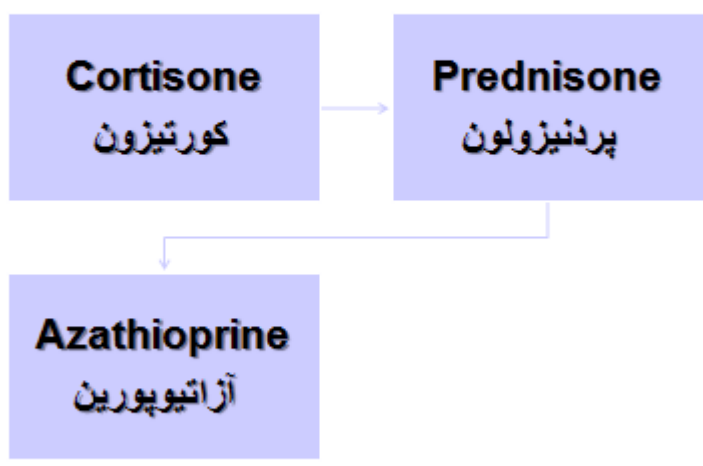 Cortisone
کورتیزون
Prednisone
پردنیزولون
Azathioprine
آزاتیوپورین